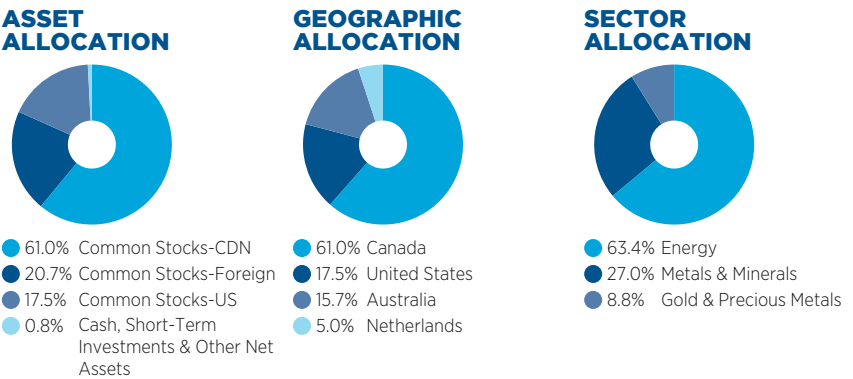 ASSET
ALLOCATION
61.0% Common Stocks-CDN
20.7% Common Stocks-Foreign
17.5% Common Stocks-US
0.8% Cash, Short-Term
Investments & Other Net
Assets
GEOGRAPHIC
ALLOCATION
61.0% Canada
17.5% United States
15.7% Australia
5.0% Netherlands
SECTOR
ALLOCATION
63.4% Energy
27.0% Metals & Minerals
8.8% Gold & Precious Metals